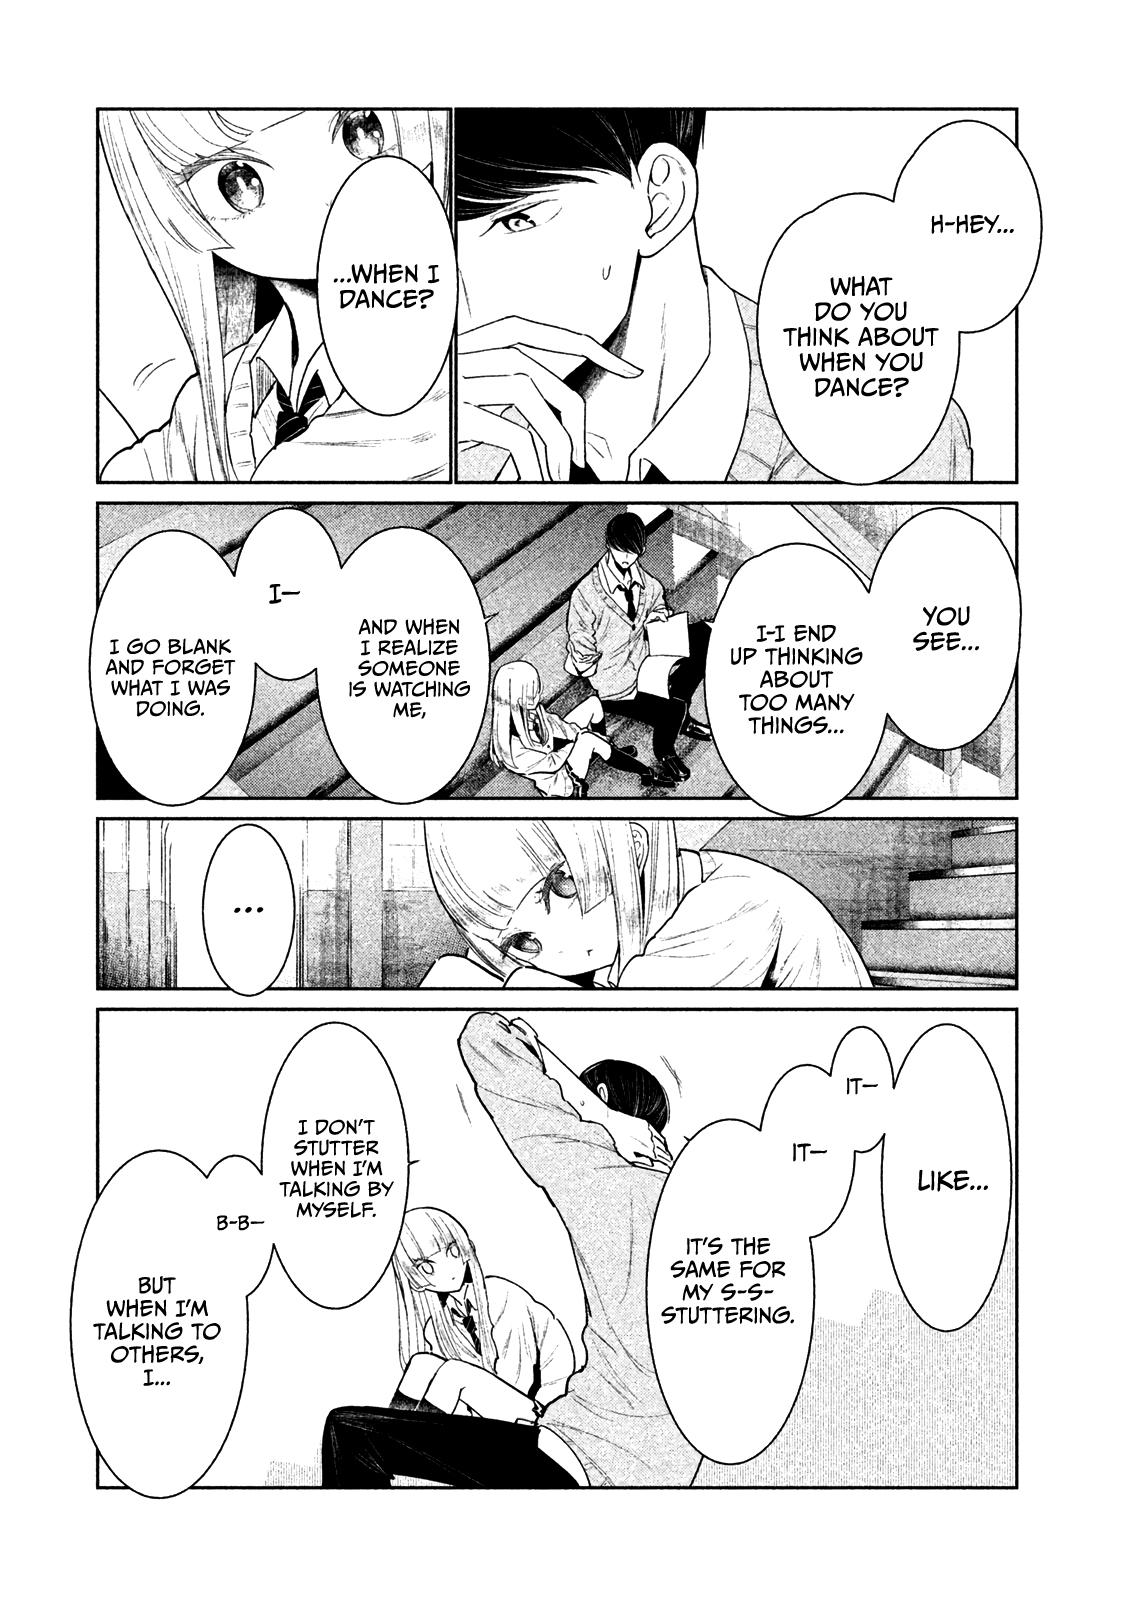 H-HEY...
WHAT
DO YOU
THINK ABOUT
WHEN YOU
DANCE?
...WHEN I
DANCE?
YOU
SEE...
I-I END
UP THINKING
ABOUT
TOO MANY
THINGS...
AND WHEN
I REALIZE
SOMEONE
IS WATCHING
ME,
I—
I GO BLANK
AND FORGET
WHAT I WAS
DOING.
...
LIKE...
IT—
IT—
IT'S THE
SAME FOR
MY S-S-
STUTTERING.
I DON'T
STUTTER
WHEN I'M
TALKING BY
MYSELF.
B-B—
BUT
WHEN I'M
TALKING TO
OTHERS,
I...